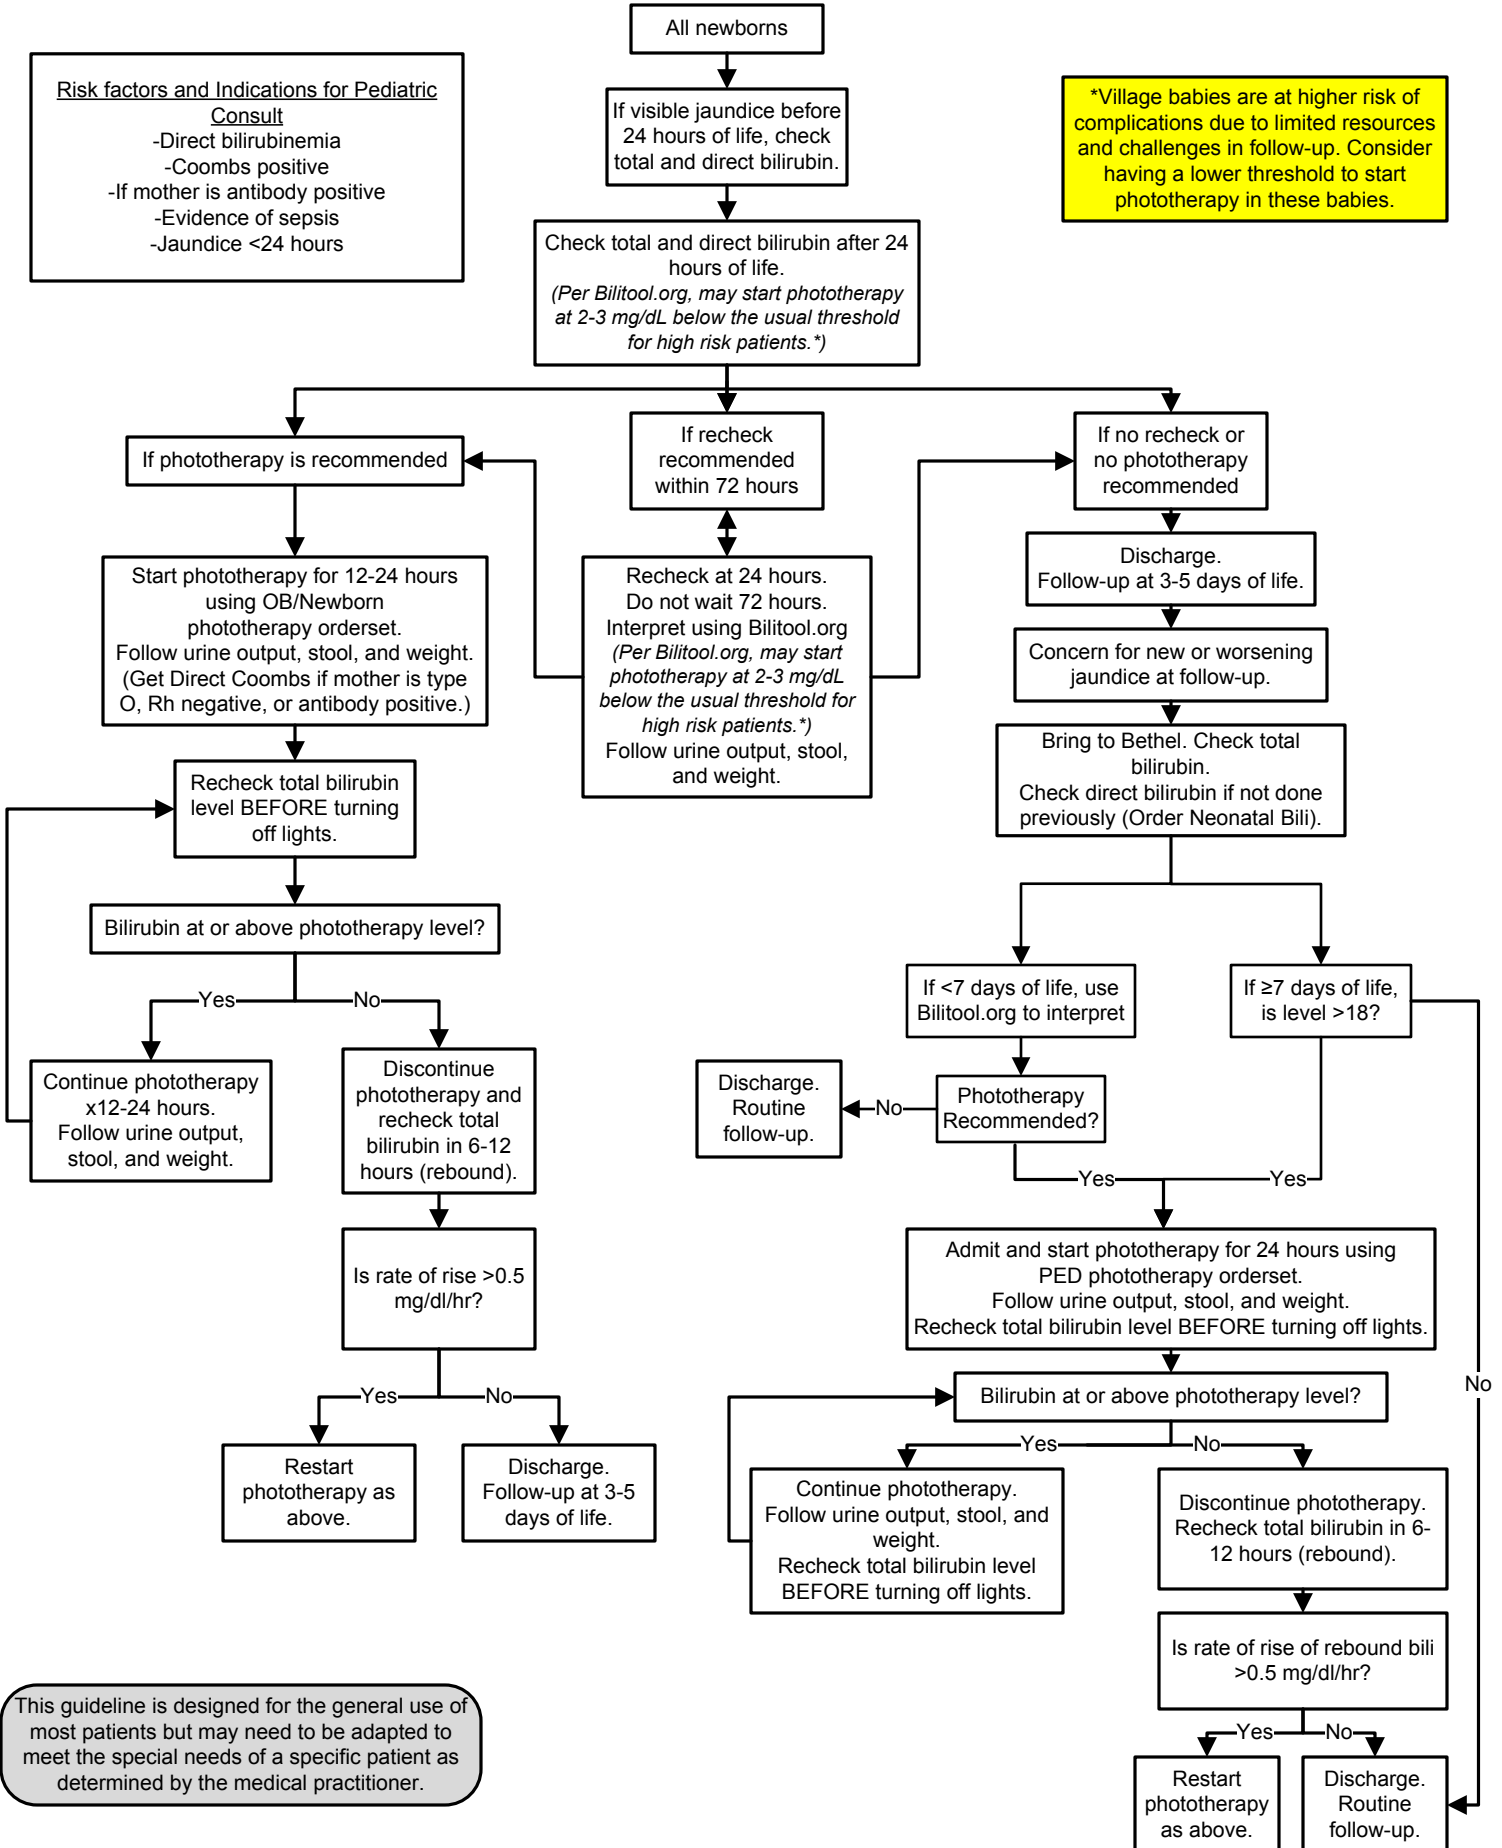 All newborns
Risk factors and Indications for Pediatric
Consult
-Direct bilirubinemia
-Coombs positive
-If mother is antibody positive
-Evidence of sepsis
-Jaundice <24 hours
If visible jaundice before
24 hours of life, check
total and direct bilirubin.
*Village babies are at higher risk of
complications due to limited resources
and challenges in follow-up. Consider
having a lower threshold to start
phototherapy in these babies.
Check total and direct bilirubin after 24
hours of life.
(Per Bilitool.org, may start phototherapy
at 2-3 mg/dL below the usual threshold
for high risk patients.*)
If phototherapy is recommended
If recheck
recommended
within 72 hours
If no recheck or
no phototherapy
recommended
Start phototherapy for 12-24 hours
using OB/Newborn
phototherapy orderset.
Follow urine output, stool, and weight.
(Get Direct Coombs if mother is type
O, Rh negative, or antibody positive.)
Recheck at 24 hours.
Do not wait 72 hours.
Interpret using Bilitool.org
(Per Bilitool.org, may start
phototherapy at 2-3 mg/dL
below the usual threshold for
high risk patients.*)
Follow urine output, stool,
and weight.
Discharge.
Follow-up at 3-5 days of life.
Concern for new or worsening
jaundice at follow-up.
Bring to Bethel. Check total
bilirubin.
Check direct bilirubin if not done
previously (Order Neonatal Bili).
Recheck total bilirubin
level BEFORE turning
off lights.
Bilirubin at or above phototherapy level?
Yes
No
Continue phototherapy
x12-24 hours.
Follow urine output,
stool, and weight.
Discontinue
phototherapy and
recheck total
bilirubin in 6-12
hours (rebound).
Is rate of rise >0.5
mg/dl/hr?
Yes
No
Restart
phototherapy as
above.
Discharge.
Follow-up at 3-5
days of life.
If <7 days of life, use
Bilitool.org to interpret
If ≥7 days of life,
is level >18?
Phototherapy
Recommended?
No
Discharge.
Routine
follow-up.
Yes
Yes
No
Admit and start phototherapy for 24 hours using
PED phototherapy orderset.
Follow urine output, stool, and weight.
Recheck total bilirubin level BEFORE turning off lights.
Bilirubin at or above phototherapy level?
Yes
No
Continue phototherapy.
Follow urine output, stool, and
weight.
Recheck total bilirubin level
BEFORE turning off lights.
Discontinue phototherapy.
Recheck total bilirubin in 6-
12 hours (rebound).
Is rate of rise of rebound bili
>0.5 mg/dl/hr?
Yes
No
Restart
phototherapy
as above.
Discharge.
Routine
follow-up.
This guideline is designed for the general use of
most patients but may need to be adapted to
meet the special needs of a specific patient as
determined by the medical practitioner.